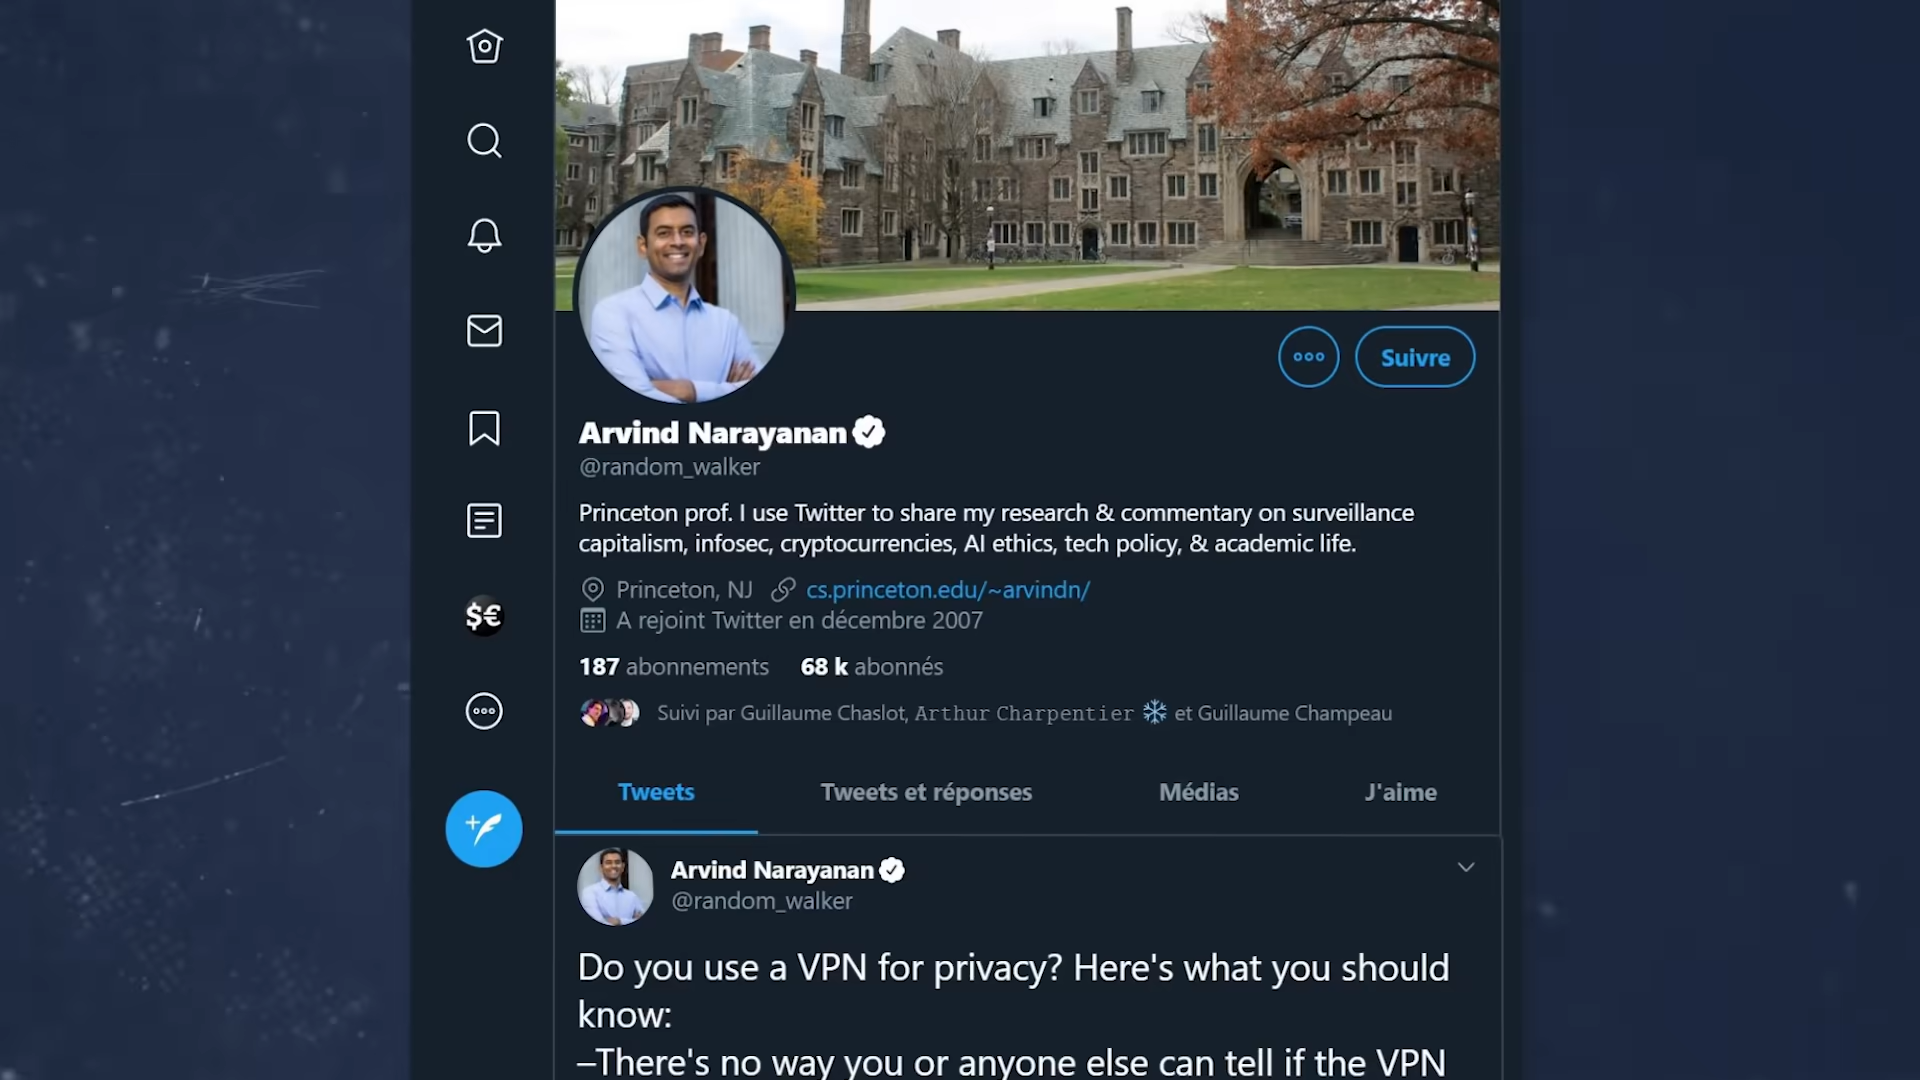 Suivre
Arvind Narayanan
@random_walker
Princeton prof. I use Twitter to share my research & commentary on surveillance
capitalism, infosec, cryptocurrencies, AI ethics, tech policy, & academic life.
Princeton, NJ cs.princeton.edu/~arvindn/
A rejoint Twitter en décembre 2007
187 abonnements 68 k abonnés
Suivi par Guillaume Chaslot, Arthur Charpentier ❄ et Guillaume Champeau
Tweets Tweets et réponses Médias J'aime
$€
Arvind Narayanan
@random_walker
Do you use a VPN for privacy? Here's what you should
know:
–There's no way you or anyone else can tell if the VPN